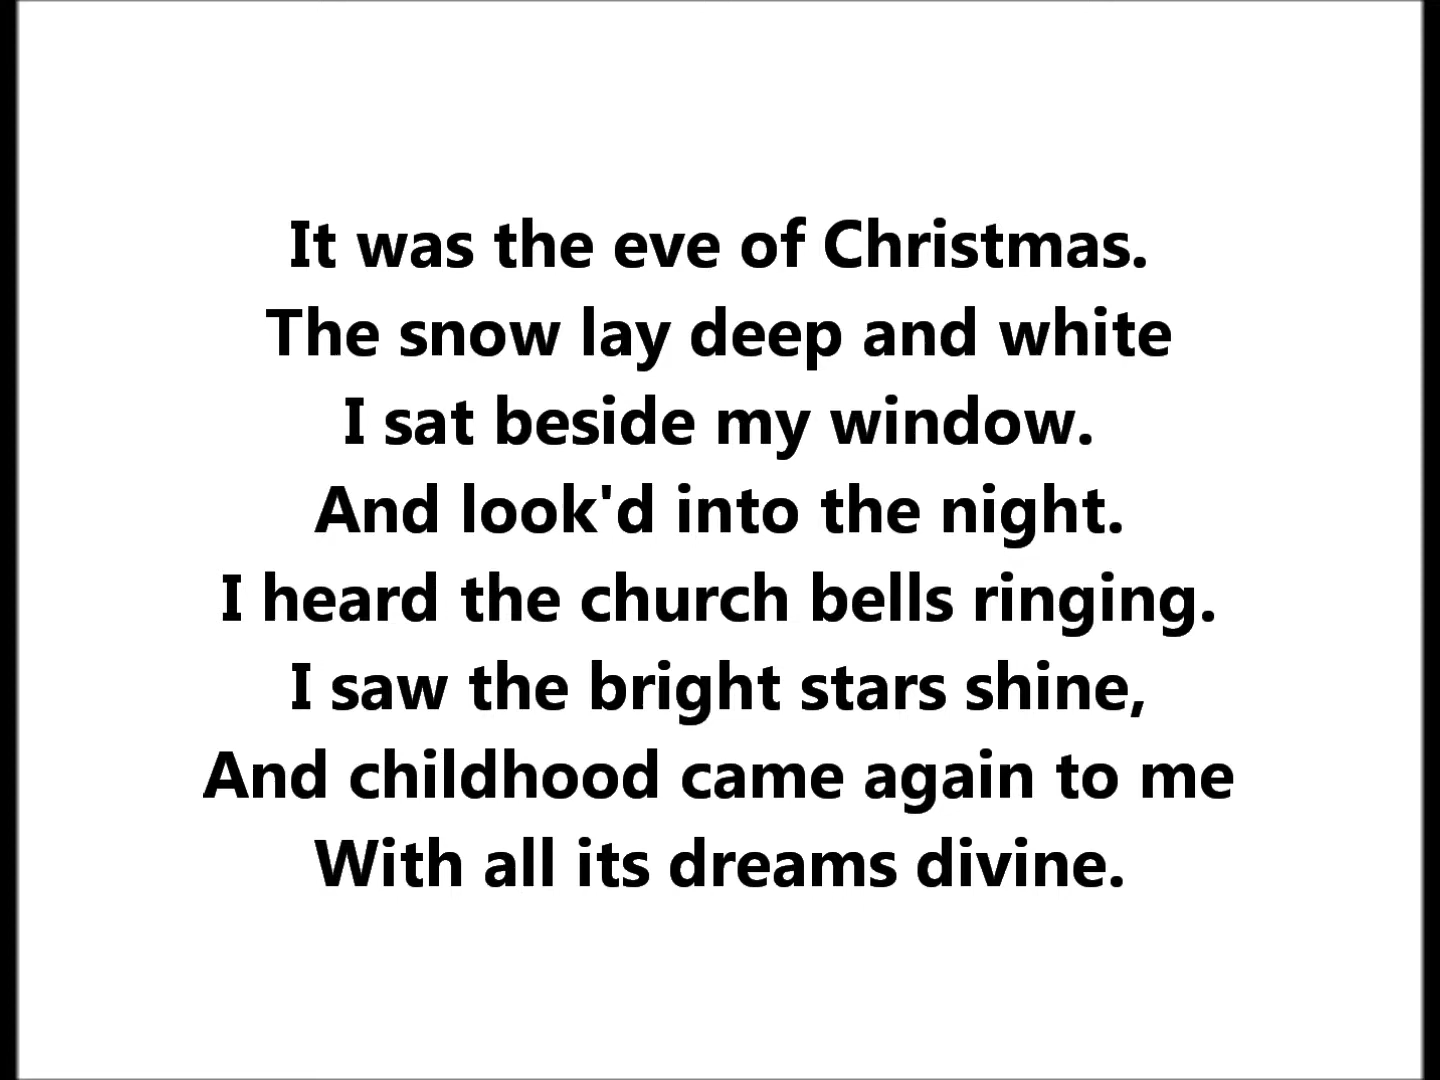 It was the eve of Christmas.
The snow lay deep and white
I sat beside my window.
And look'd into the night.
I heard the church bells ringing.
I saw the bright stars shine,
And childhood came again to me
With all its dreams divine.